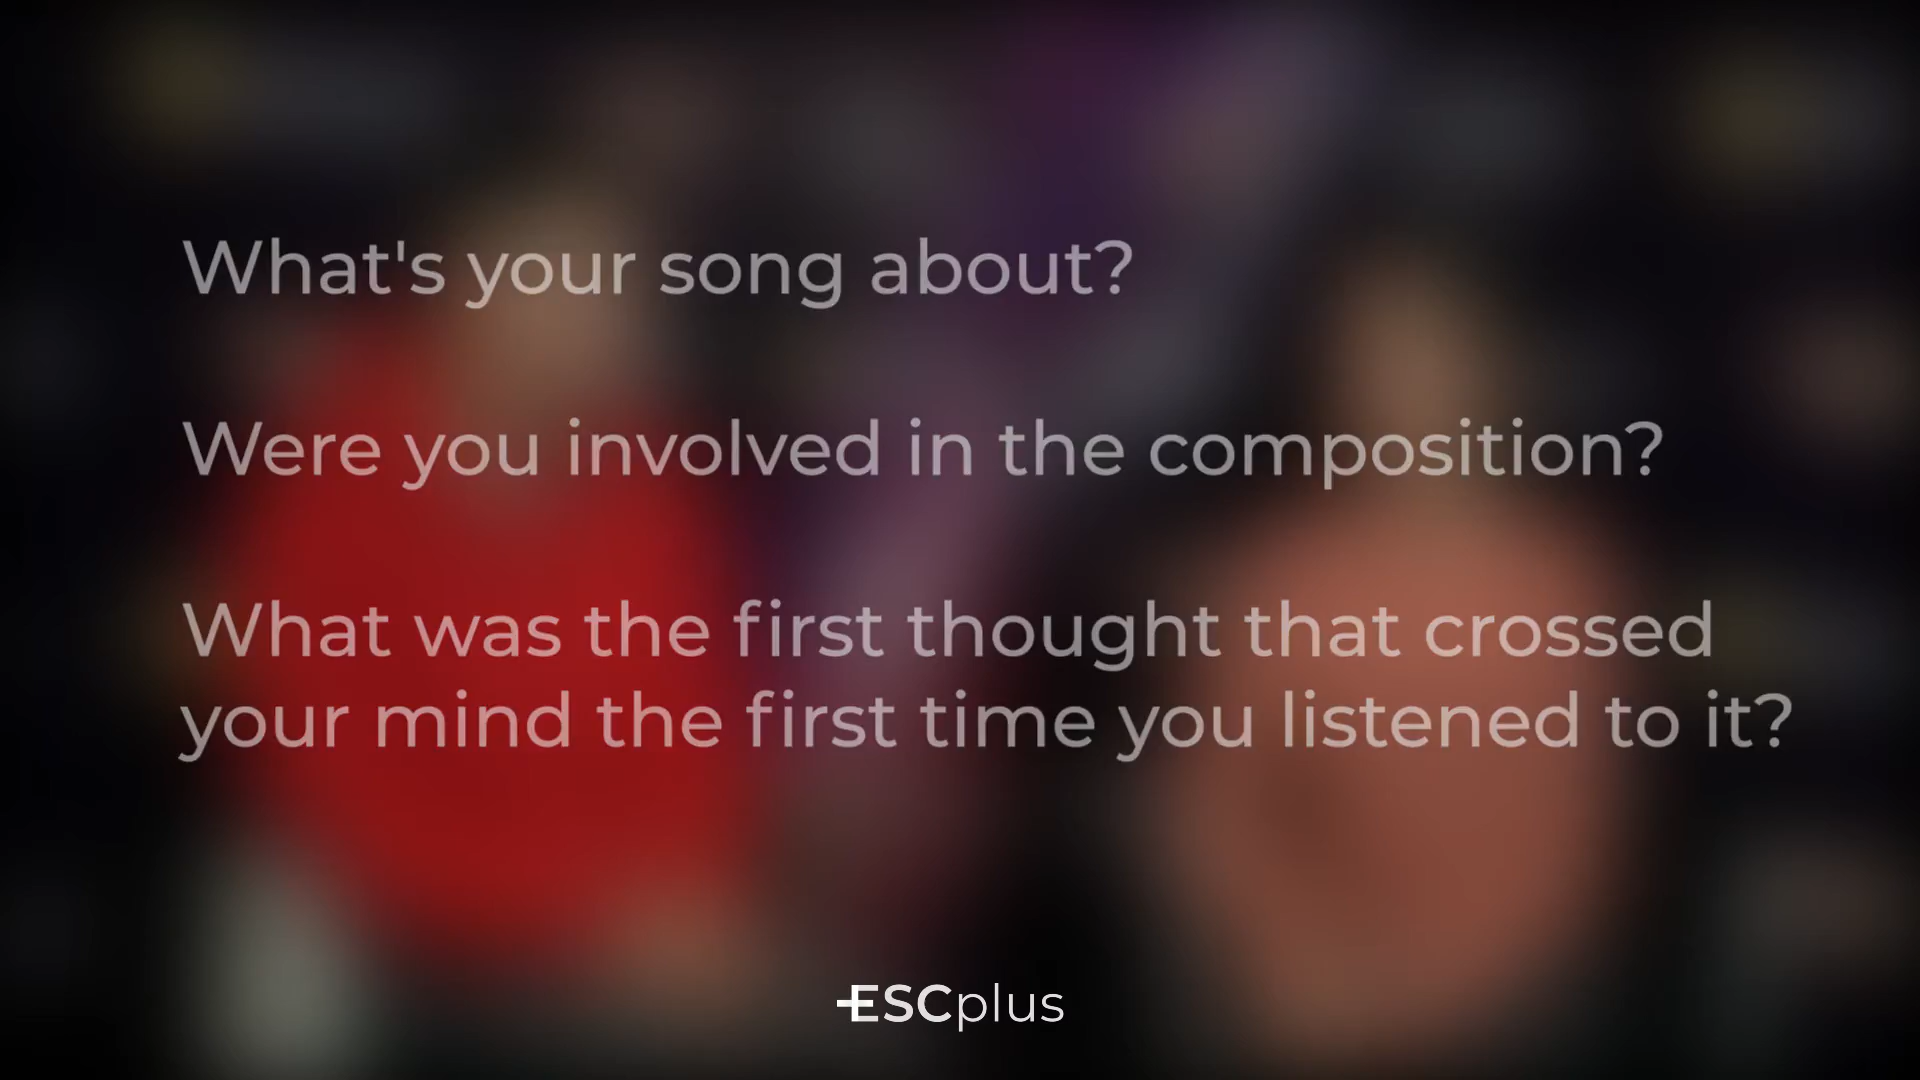 What's your song about?
Were you involved in the composition?
What was the first thought that crossed
your mind the first time you listened to it?
ESCplus